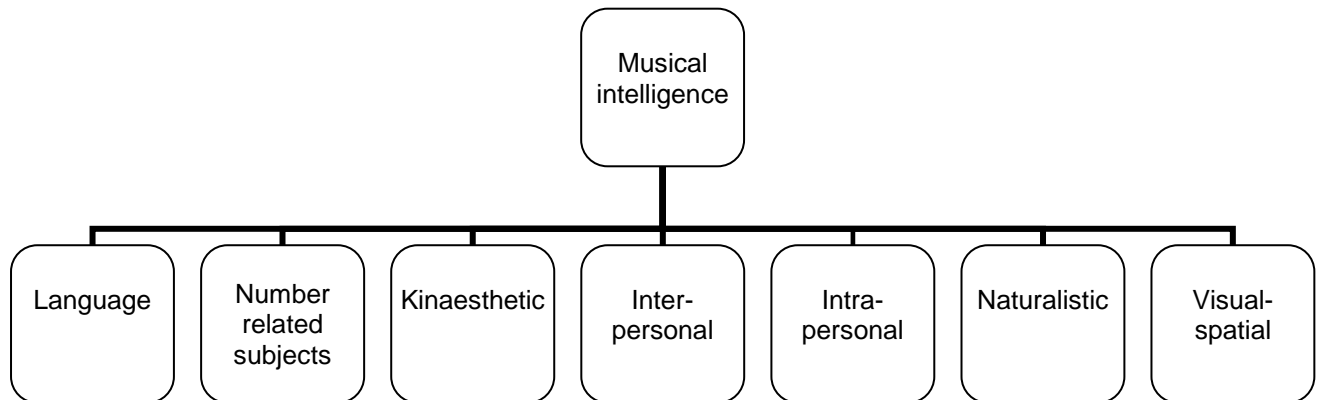 Musical
intelligence
Language
Number
related
subjects
Kinaesthetic
Inter-
personal
Intra-
personal
Naturalistic
Visual-
spatial